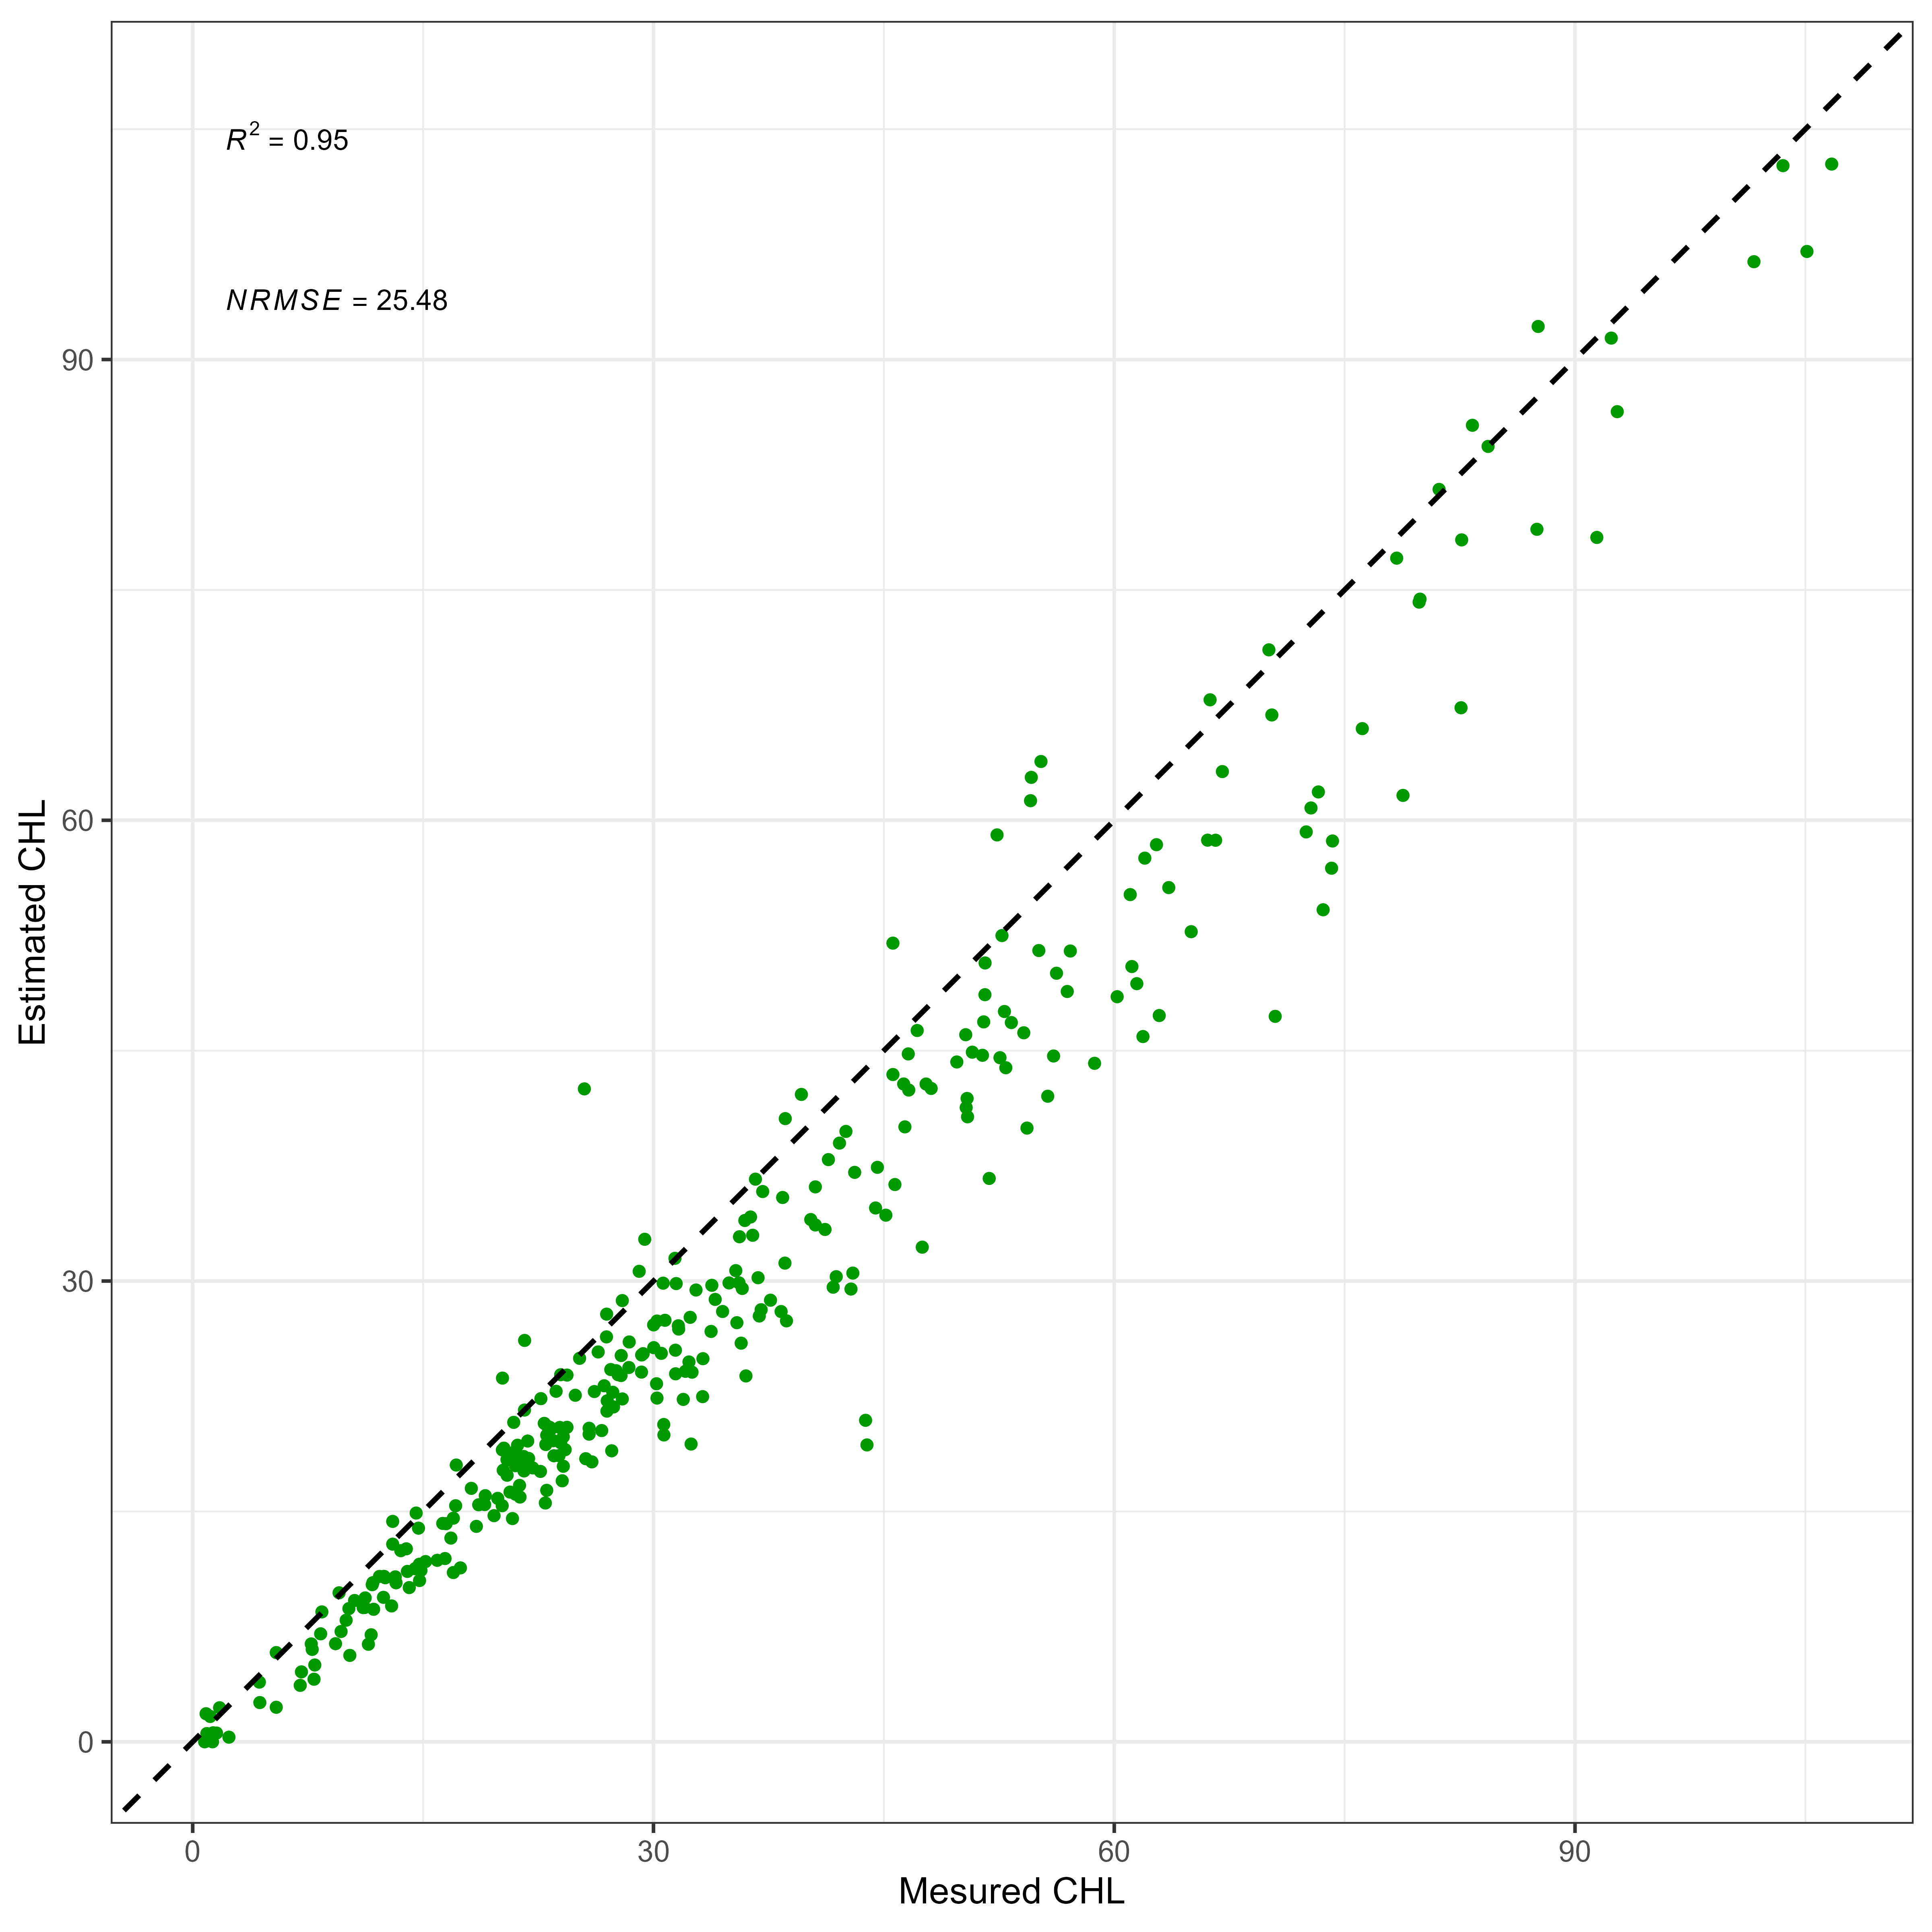 R2 = 0.95
NRMSE = 25.48
90
60
30
0
0 30 60 90
Mesured CHL
Estimated CHL